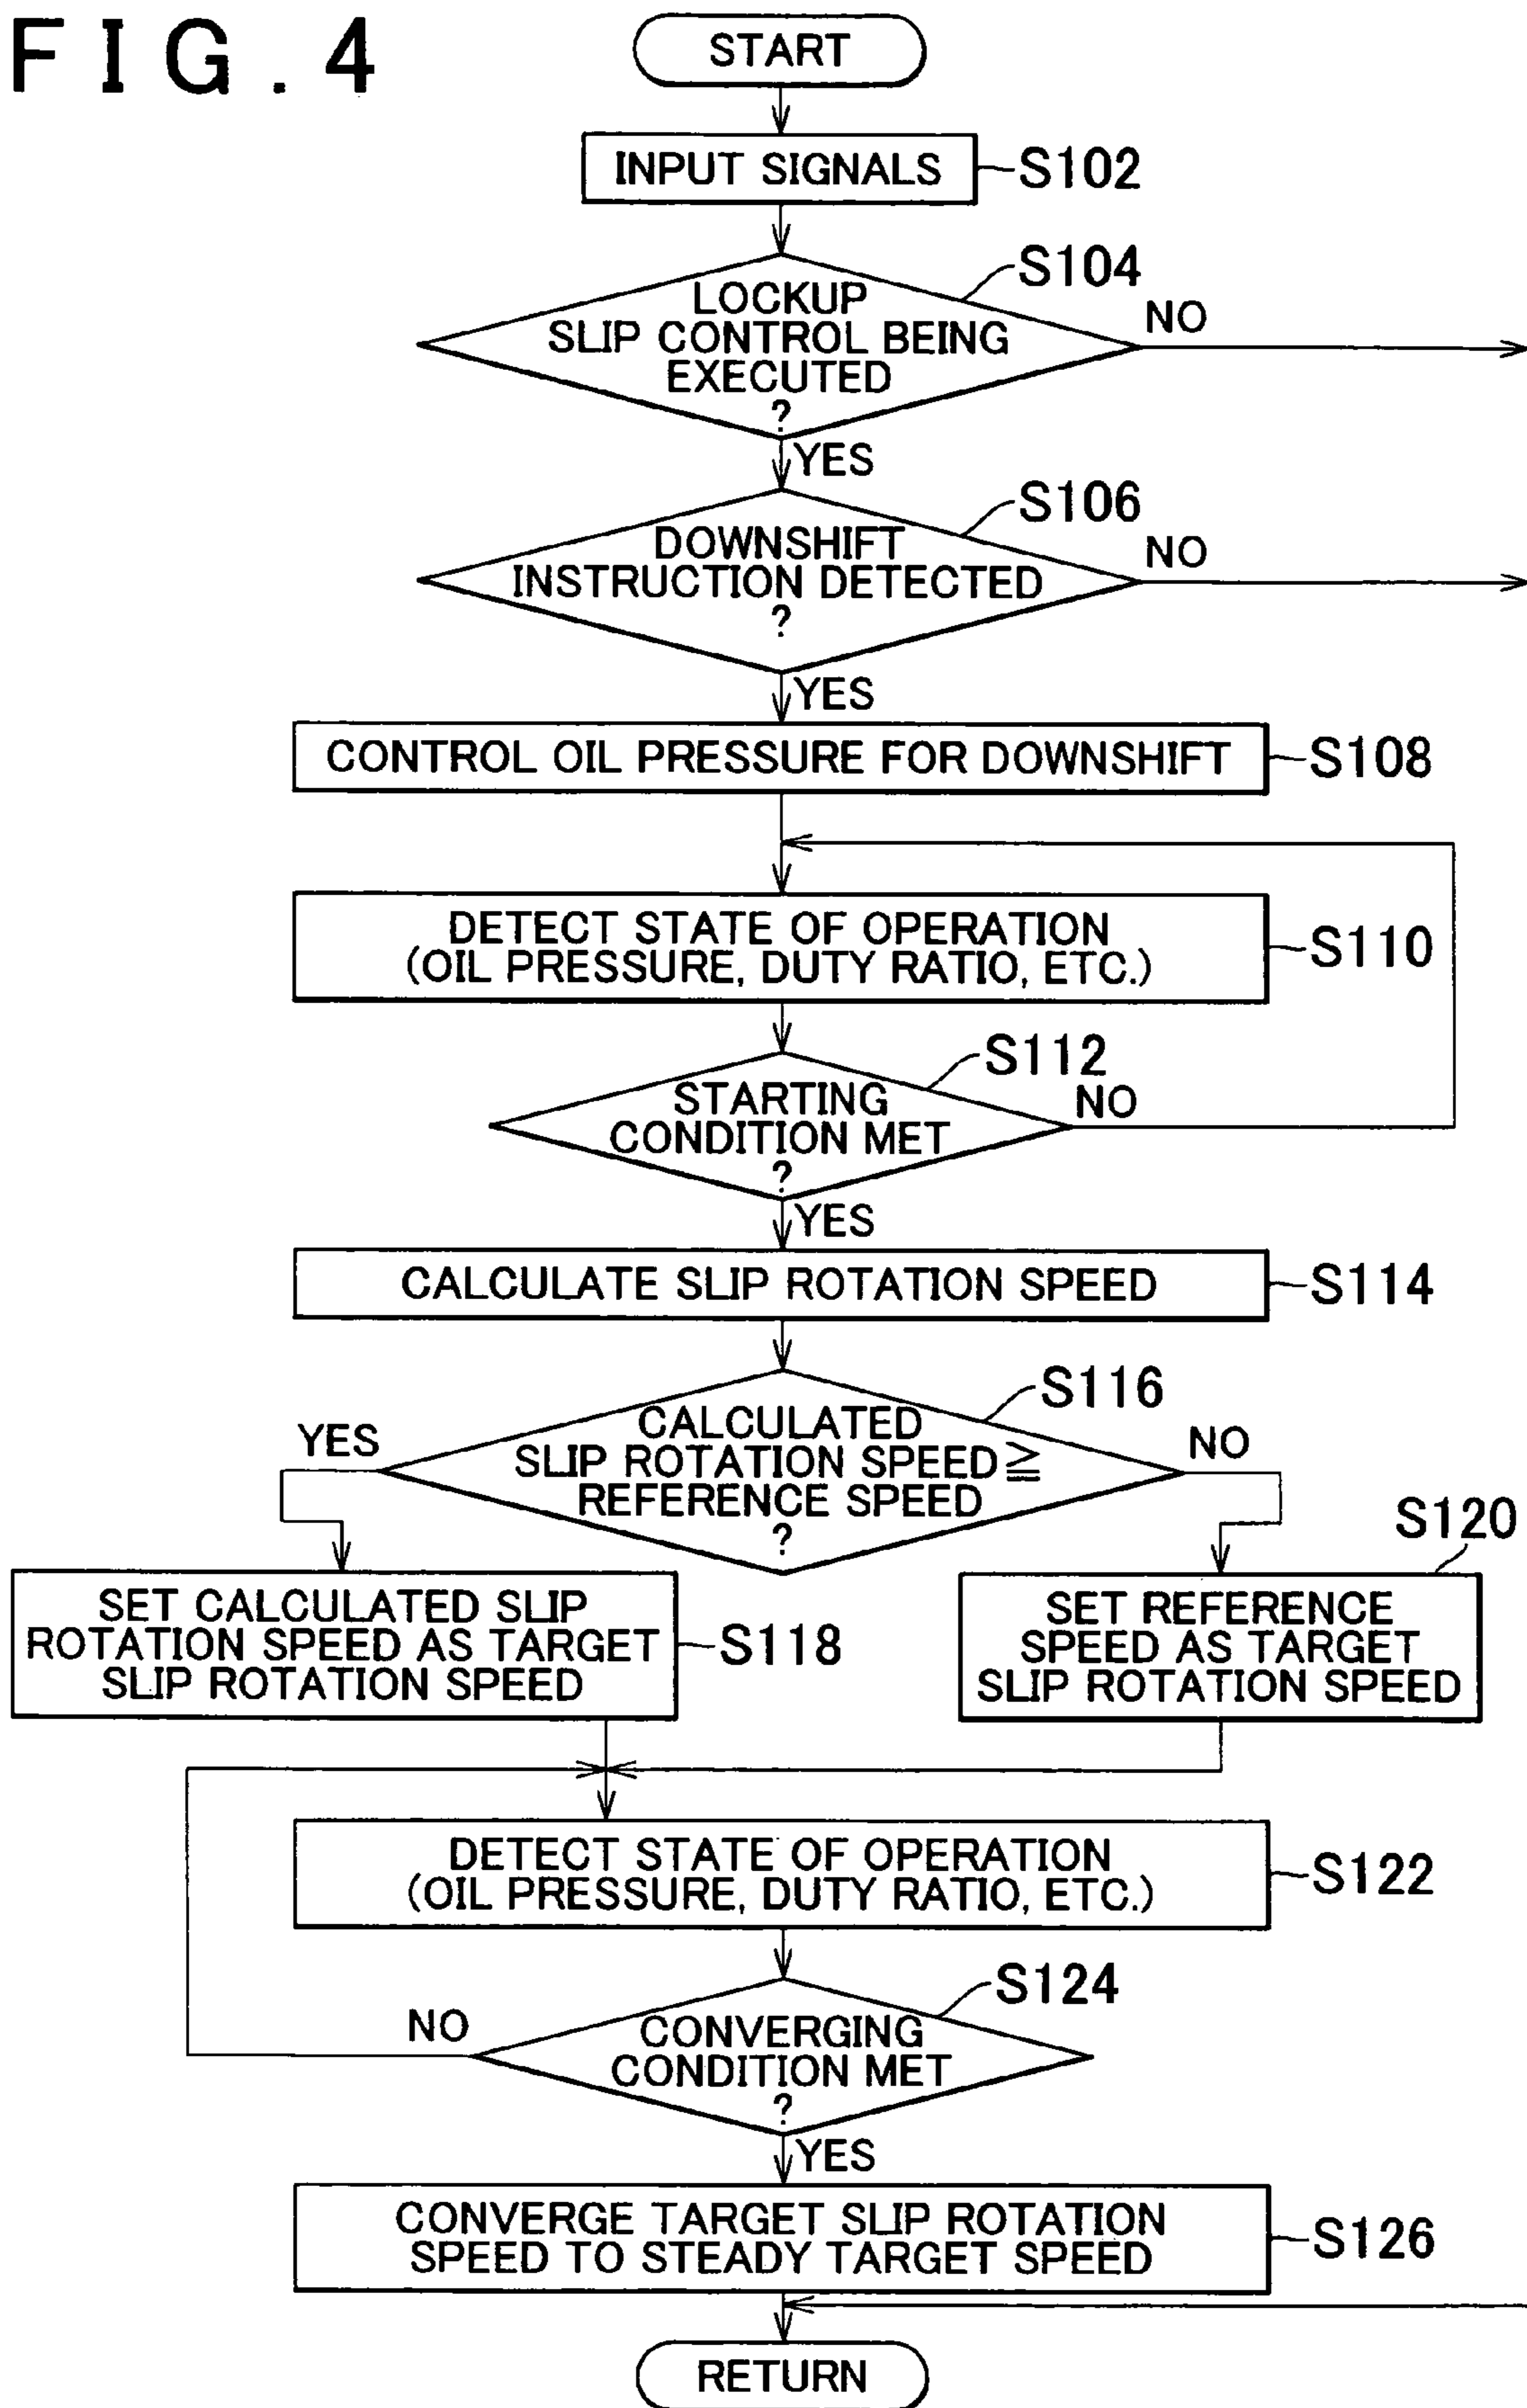 FIG.4
START
INPUT SIGNALS
S102
S104
LOCKUP
SLIP CONTROL BEING
EXECUTED
?
NO
YES
S106
DOWNSHIFT
INSTRUCTION DETECTED
?
NO
YES
CONTROL OIL PRESSURE FOR DOWNSHIFT
S108
DETECT STATE OF OPERATION
(OIL PRESSURE, DUTY RATIO, ETC.)
S110
S112
STARTING
CONDITION MET
?
NO
YES
CALCULATE SLIP ROTATION SPEED
S114
S116
CALCULATED
SLIP ROTATION SPEED ≧
REFERENCE SPEED
?
YES
NO
SET CALCULATED SLIP
ROTATION SPEED AS TARGET
SLIP ROTATION SPEED
S118
S120
SET REFERENCE
SPEED AS TARGET
SLIP ROTATION SPEED
DETECT STATE OF OPERATION
(OIL PRESSURE, DUTY RATIO, ETC.)
S122
S124
CONVERGING
CONDITION MET
?
NO
YES
CONVERGE TARGET SLIP ROTATION
SPEED TO STEADY TARGET SPEED
S126
RETURN